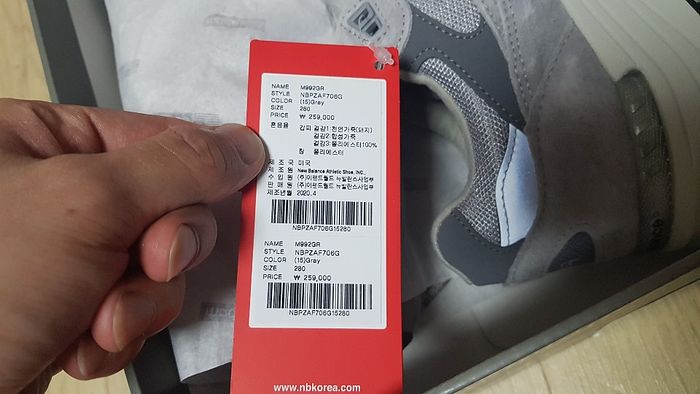 NAME M992GR
STYLE NBPZAF706G
COLOR (15)Gray
SIZE 280
PRICE ₩ 259,000
혼용율 갑피 겉감1:천연가죽(돼지)
겉감2:합성가죽
겉감3:폴리에스터100%
창 폴리에스터
제조국 미국
제조원 New Balance Athletic Shoe, INC.,
수입원 (주)이랜드월드 뉴발란스사업부
판매원 (주)이랜드월드 뉴발란스사업부
제조년월 2020.4
NBPZAF706G15280
NAME M992GR
STYLE NBPZAF706G
COLOR (15)Gray
SIZE 280
PRICE ₩ 259,000
NBPZAF706G15280
www.nbkorea.com